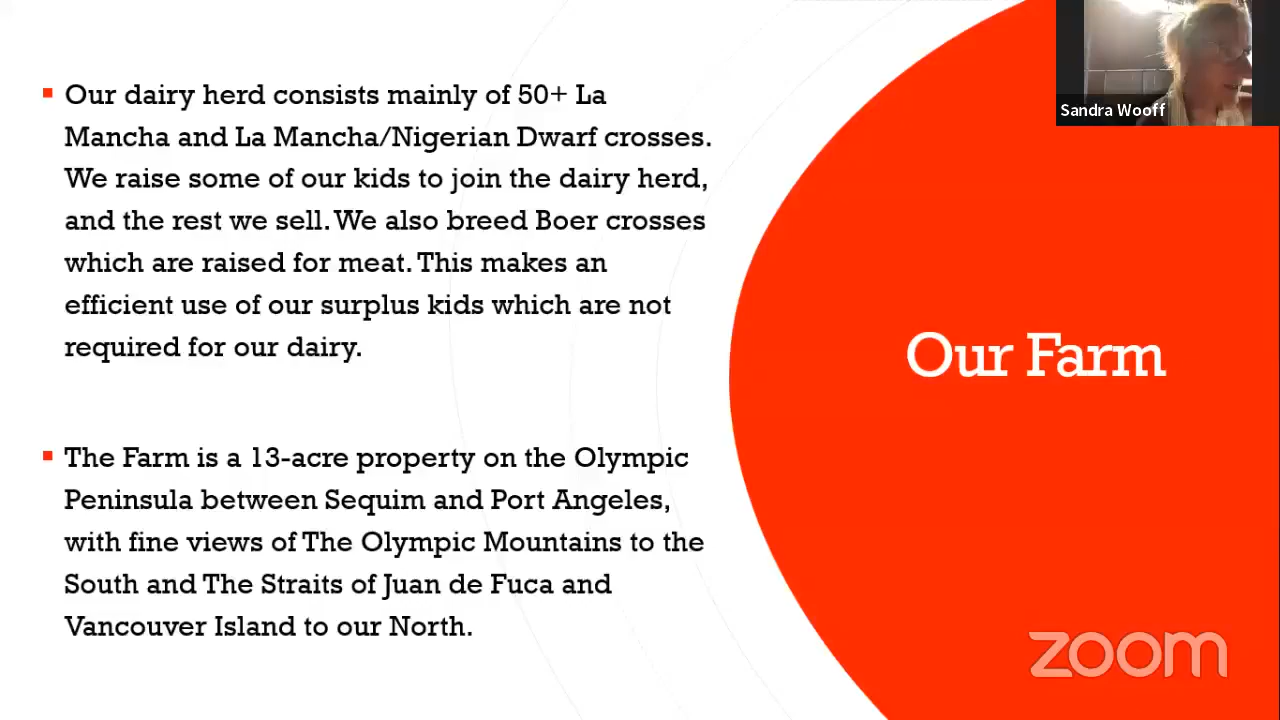 Our dairy herd consists mainly of 50+ La
Mancha and La Mancha/Nigerian Dwarf crosses.
We raise some of our kids to join the dairy herd,
and the rest we sell. We also breed Boer crosses
which are raised for meat. This makes an
efficient use of our surplus kids which are not
required for our dairy.
The Farm is a 13-acre property on the Olympic
Peninsula between Sequim and Port Angeles,
with fine views of The Olympic Mountains to the
South and The Straits of Juan de Fuca and
Vancouver Island to our North.
Our Farm
Sandra Wooff
zoom